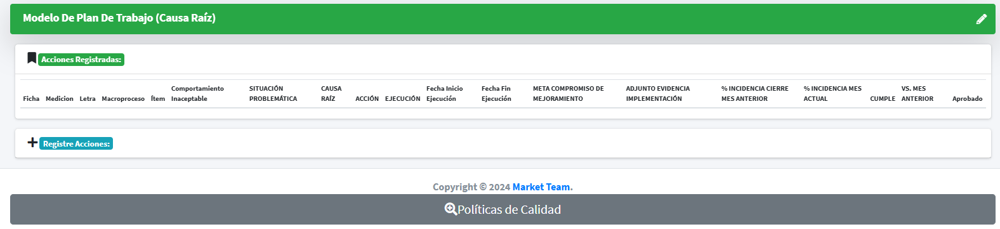 Modelo De Plan De Trabajo (Causa Raíz)
Acciones Registradas:
Ficha Medicion Letra Macroproceso Ítem Comportamiento Inaceptable SITUACIÓN PROBLEMÁTICA CAUSA RAÍZ ACCIÓN EJECUCIÓN Fecha Inicio Ejecución Fecha Fin Ejecución META COMPROMISO DE MEJORAMIENTO ADJUNTO EVIDENCIA IMPLEMENTACIÓN % INCIDENCIA CIERRE MES ANTERIOR % INCIDENCIA MES ACTUAL CUMPLE VS. MES ANTERIOR Aprobado
Registre Acciones:
Copyright © 2024 Market Team.
Políticas de Calidad